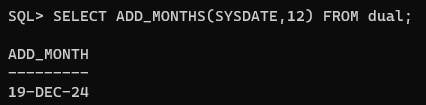 SQL> SELECT ADD_MONTHS(SYSDATE,12) FROM dual;
ADD_MONTH
---------
19-DEC-24